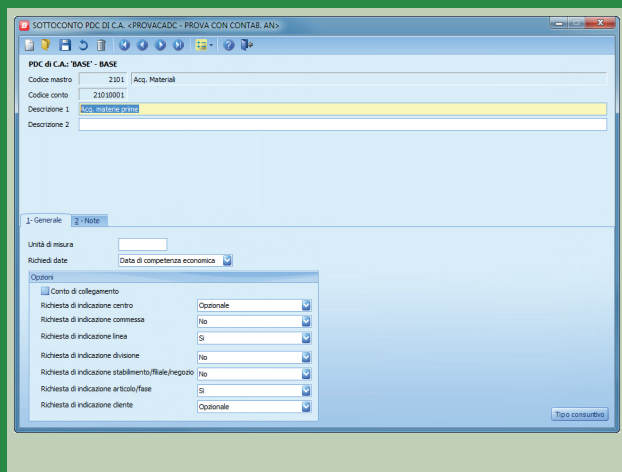 SOTTOCONTO PDC DI C.A. <PROVACADC - PROVA CON CONTAB. AN>
PDC di C.A.: 'BASE' - BASE
Codice mastro 2101 Acq. Materiali
Codice conto 21010001
Descrizione 1 Acq. materie prime
Descrizione 2
1- Generale 2 - Note
Unità di misura
Richiedi date Data di competenza economica
Opzioni
Conto di collegamento
Richiesta di indicazione centro Opzionale
Richiesta di indicazione commessa No
Richiesta di indicazione linea Si
Richiesta di indicazione divisione No
Richiesta di indicazione stabilimento/filiale/negozio No
Richiesta di indicazione articolo/fase Si
Richiesta di indicazione cliente Opzionale
Tipo consuntivo